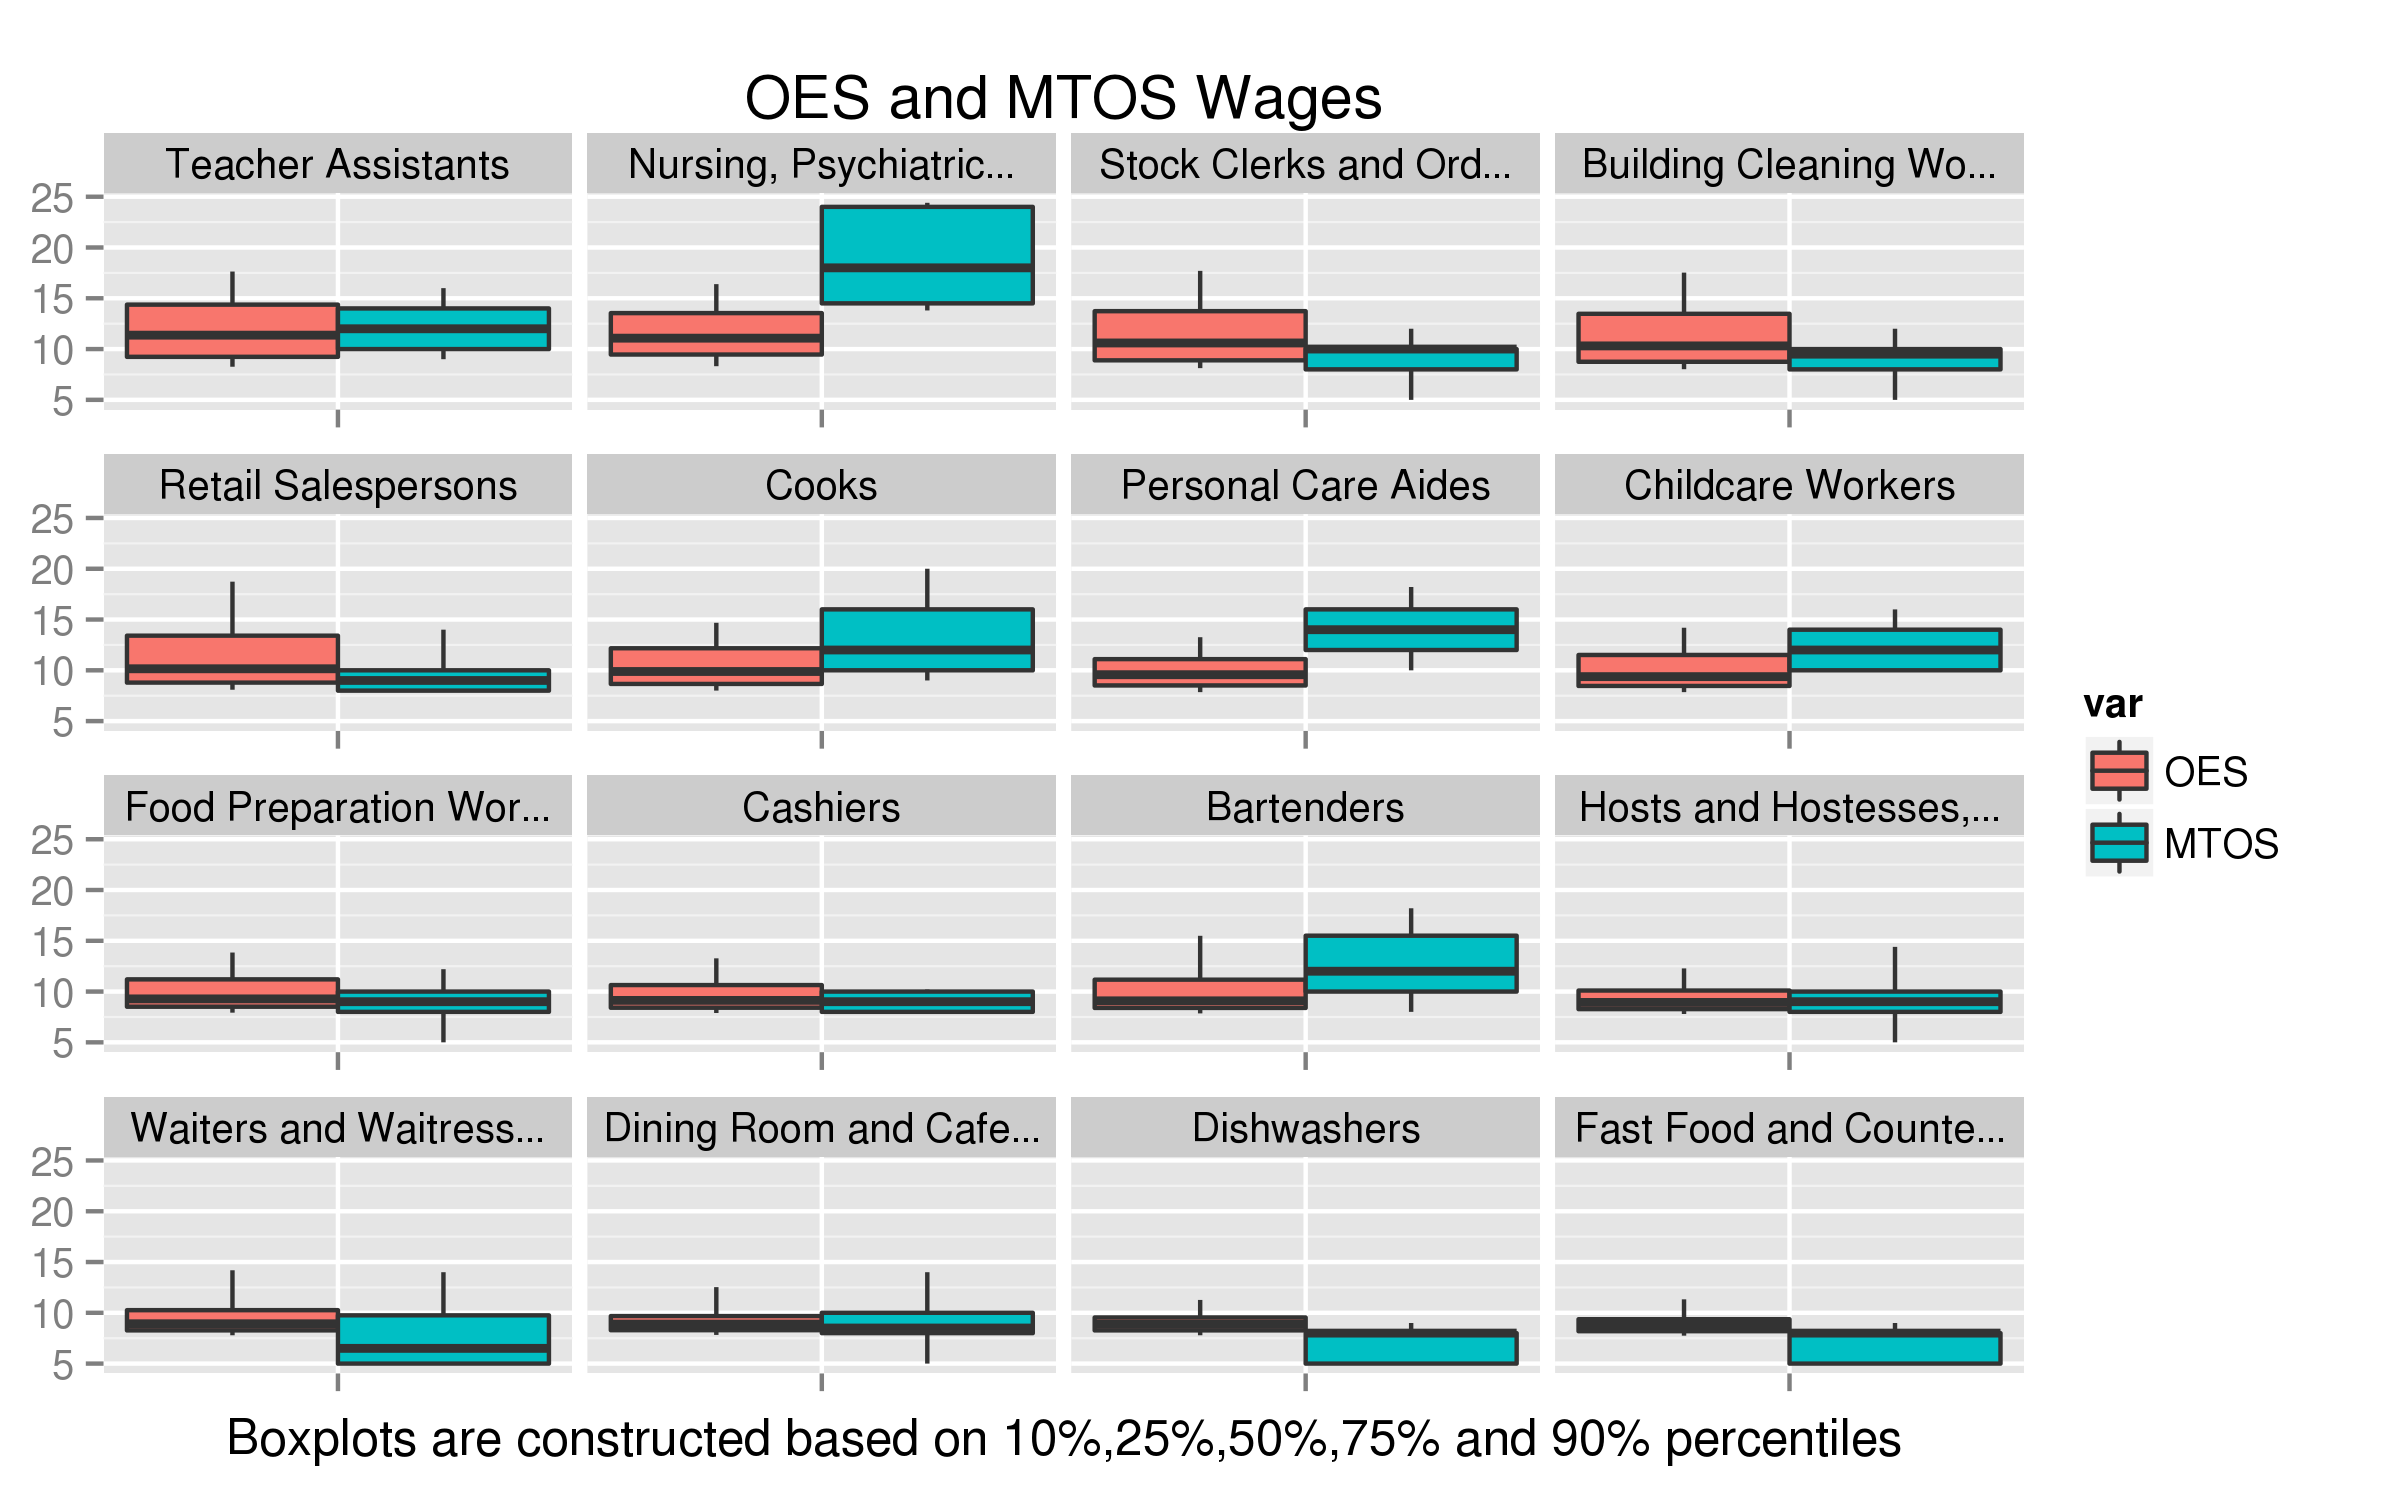 OES and MTOS Wages
Teacher Assistants
Nursing, Psychiatric...
Stock Clerks and Ord...
Building Cleaning Wo...
25
20
15
10
5
Retail Salespersons
Cooks
Personal Care Aides
Childcare Workers
25
20
15
10
5
var
OES
MTOS
Food Preparation Wor...
Cashiers
Bartenders
Hosts and Hostesses,...
25
20
15
10
5
Waiters and Waitress...
Dining Room and Cafe...
Dishwashers
Fast Food and Counte...
25
20
15
10
5
Boxplots are constructed based on 10%,25%,50%,75% and 90% percentiles